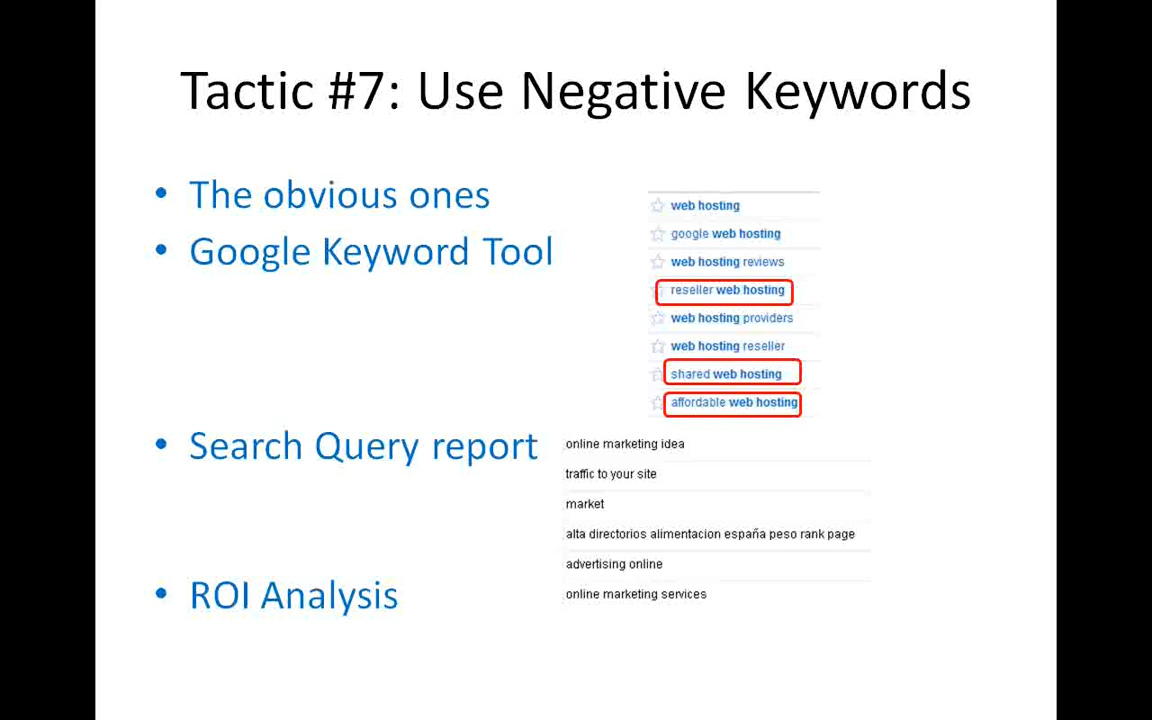 Tactic #7: Use Negative Keywords
• The obvious ones
• Google Keyword Tool
web hosting
google web hosting
web hosting reviews
reseller web hosting
web hosting providers
web hosting reseller
shared web hosting
affordable web hosting
• Search Query report
online marketing idea
traffic to your site
market
alta directorios alimentacion españa peso rank page
advertising online
online marketing services
• ROI Analysis